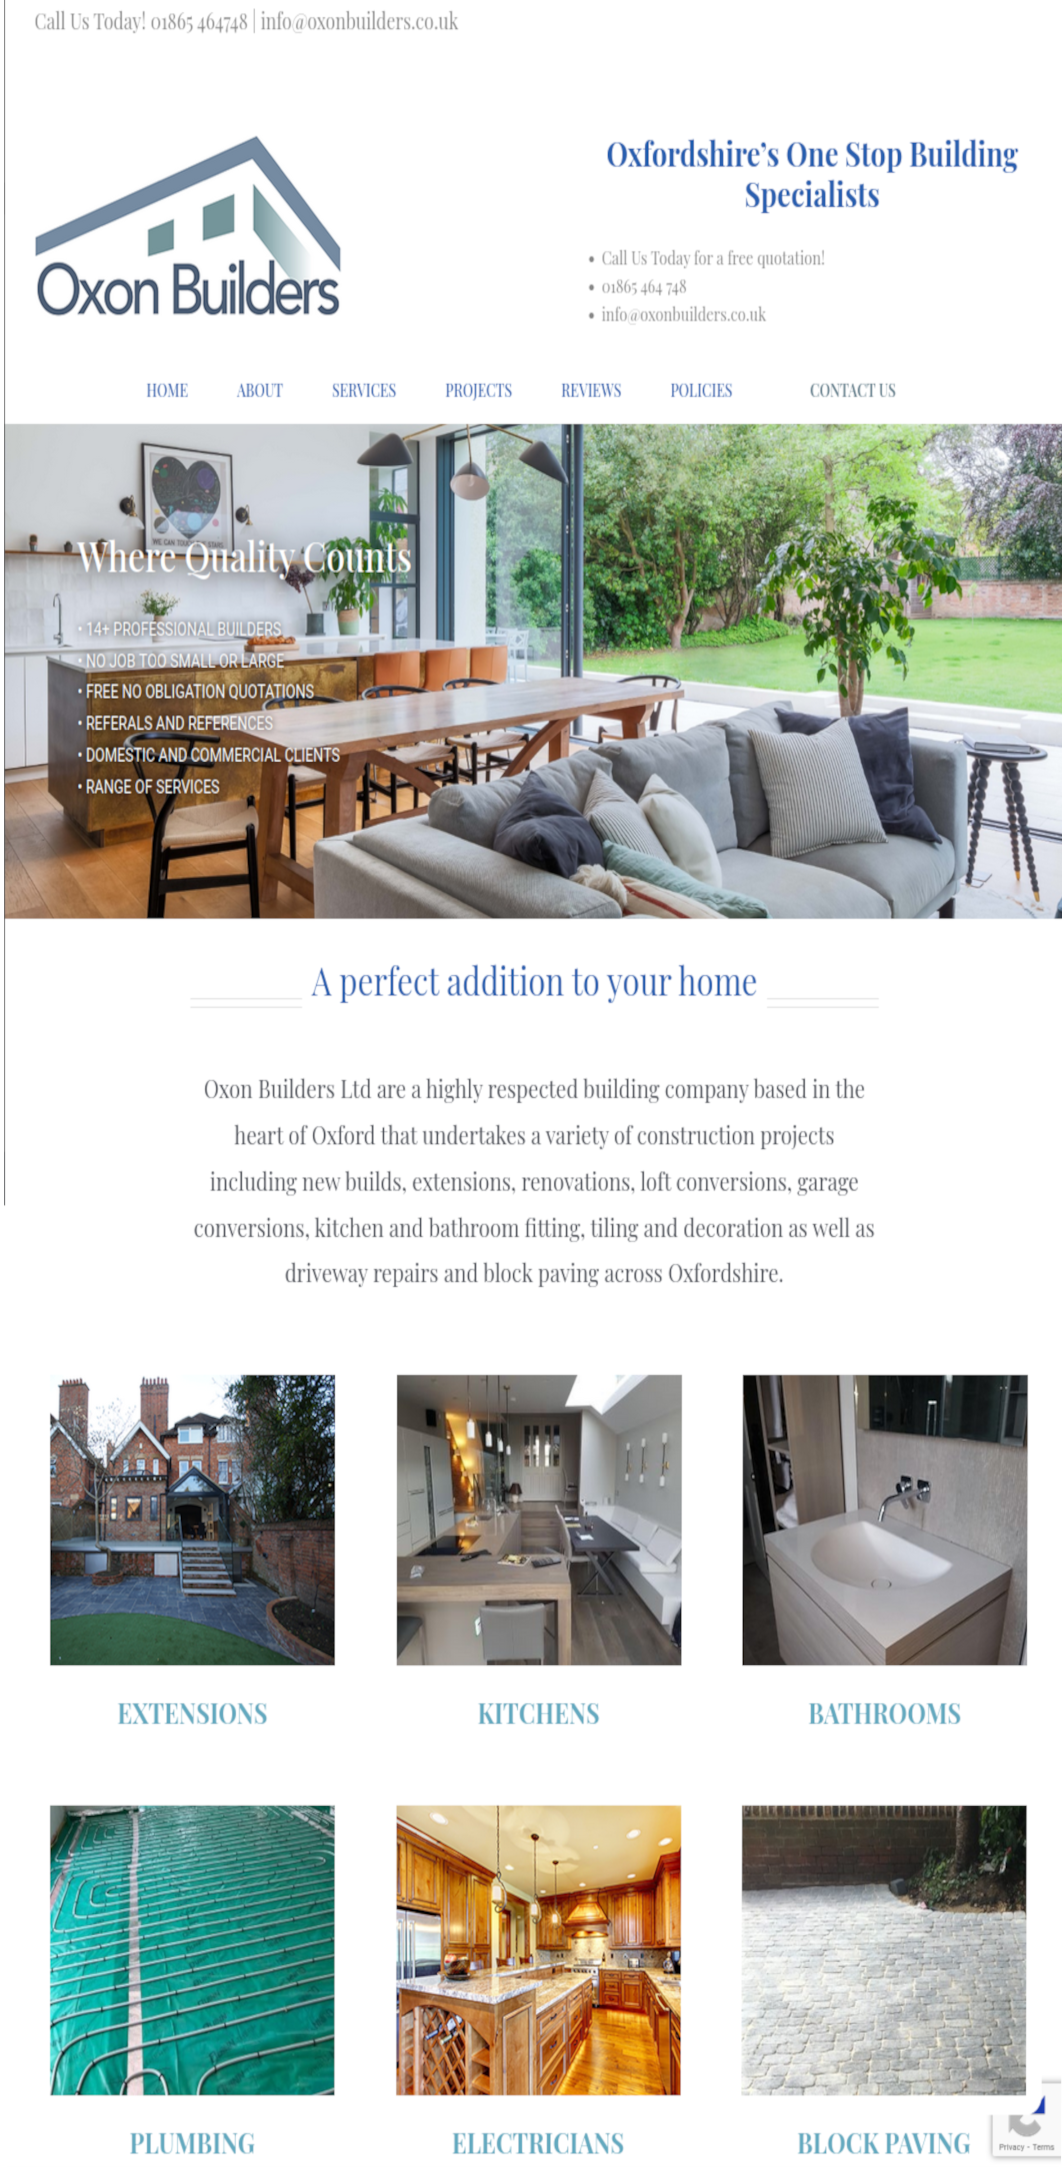 Call Us Today! 01865 464748 | info@oxonbuilders.co.uk
Oxon Builders
Oxfordshire's One Stop Building
Specialists
• Call Us Today for a free quotation!
• 01865 464 748
• info@oxonbuilders.co.uk
HOME ABOUT SERVICES PROJECTS REVIEWS POLICIES CONTACT US
Where Quality Counts
• 14+ PROFESSIONAL BUILDERS
• NO JOB TOO SMALL OR LARGE
• FREE NO OBLIGATION QUOTATIONS
• REFERALS AND REFERENCES
• DOMESTIC AND COMMERCIAL CLIENTS
• RANGE OF SERVICES
A perfect addition to your home
Oxon Builders Ltd are a highly respected building company based in the
heart of Oxford that undertakes a variety of construction projects
including new builds, extensions, renovations, loft conversions, garage
conversions, kitchen and bathroom fitting, tiling and decoration as well as
driveway repairs and block paving across Oxfordshire.
EXTENSIONS KITCHENS BATHROOMS
PLUMBING ELECTRICIANS BLOCK PAVING
Privacy - Terms